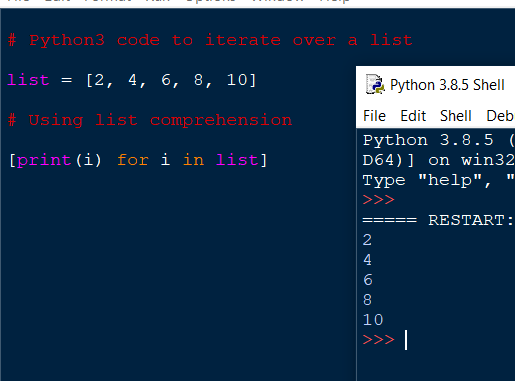 # Python3 code to iterate over a list
list = [2, 4, 6, 8, 10]
# Using list comprehension
[print(i) for i in list]
Python 3.8.5 Shell
File Edit Shell Deb
Python 3.8.5 (
D64)] on win32
Type "help", "
>>>
===== RESTART:
2
4
6
8
10
>>>